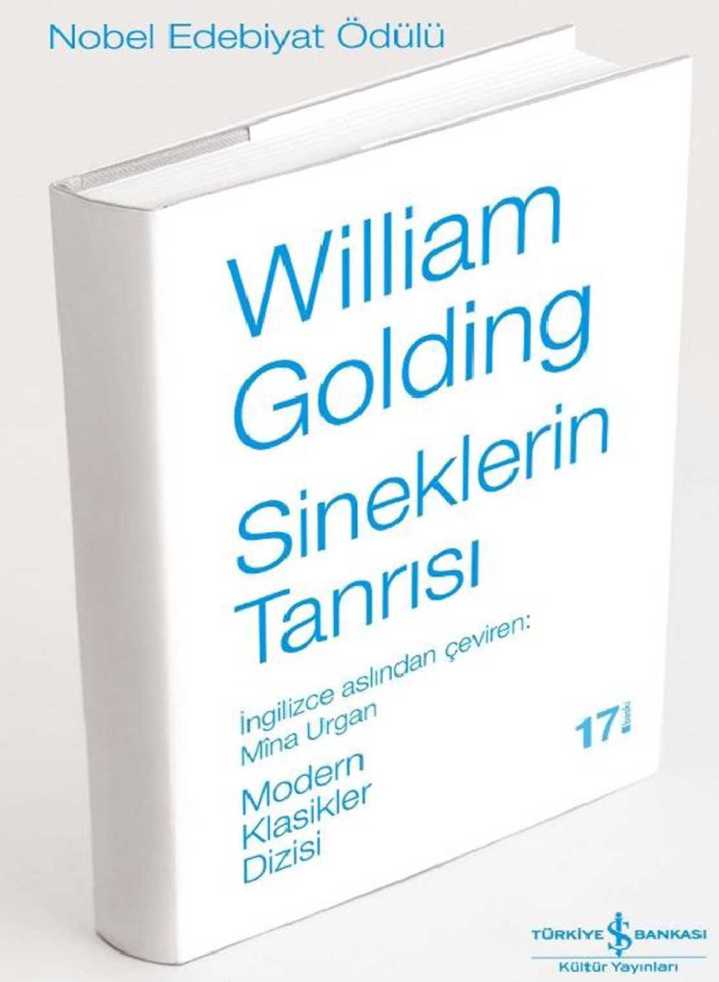 Nobel Edebiyat Ödülü
William
Golding
Sineklerin
Tanrısı
İngilizce aslından çeviren:
Mîna Urgan
Modern
Klasikler
Dizisi
17. baskı
TÜRKİYE İŞ BANKASI
Kültür Yayınları